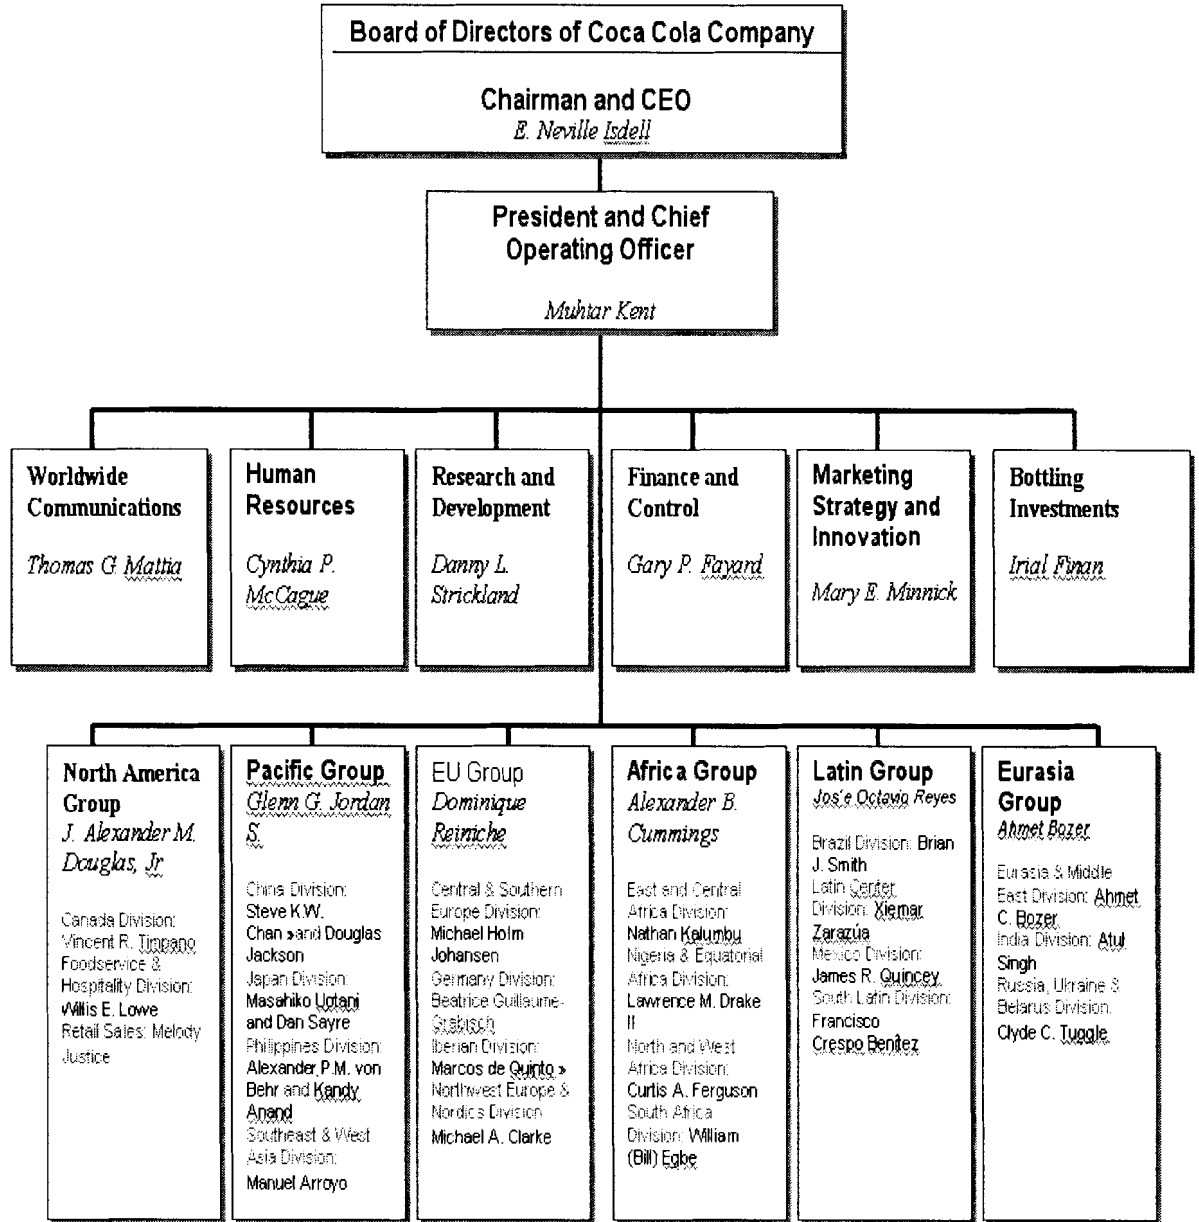 Board of Directors of Coca Cola Company
Chairman and CEO
E. Neville Isdell
President and Chief
Operating Officer
Muhtar Kent
Worldwide
Communications
Thomas G. Mattia
Human
Resources
Cynthia P.
McCague
Research and
Development
Danny L.
Strickland
Finance and
Control
Gary P. Fayard
Marketing
Strategy and
Innovation
Mary E. Minnick
Bottling
Investments
Irial Finan
North America
Group
J. Alexander M.
Douglas, Jr
Canada Division:
Vincent R. Timpano
Foodservice &
Hospitality Division:
Willis E. Lowe
Retail Sales: Melody
Justice
Pacific Group
Glenn G. Jordan
S.
China Division:
Steve K.W.
Chan » and Douglas
Jackson
Japan Division:
Masahiko Uotani
and Dan Sayre
Philippines Division:
Alexander P.M. von
Behr and Kandy
Anand
Southeast & West
Asia Division:
Manuel Arroyo
EU Group
Dominique
Reiniche
Central & Southern
Europe Division:
Michael Holm
Johansen
Germany Division:
Beatrice Guillaume-
Grabisch
Iberian Division:
Marcos de Quinto »
Northwest Europe &
Nordics Division
Michael A. Clarke
Africa Group
Alexander B.
Cummings
East and Central
Africa Division:
Nathan Kalumbu
Nigeria & Equatorial
Africa Division:
Lawrence M. Drake
II
North and West
Africa Division:
Curtis A. Ferguson
South Africa
Division: William
(Bill) Egbe
Latin Group
Jos'e Octavio Reyes
Brazil Division: Brian
J. Smith
Latin Center
Division: Xiemar
Zarazúa
Mexico Division:
James R. Quincey
South Latin Division:
Francisco
Crespo Benítez
Eurasia
Group
Ahmet Bozer
Eurasia & Middle
East Division: Ahmet
C. Bozer
India Division: Atul
Singh
Russia, Ukraine &
Belarus Division:
Clyde C. Tuggle